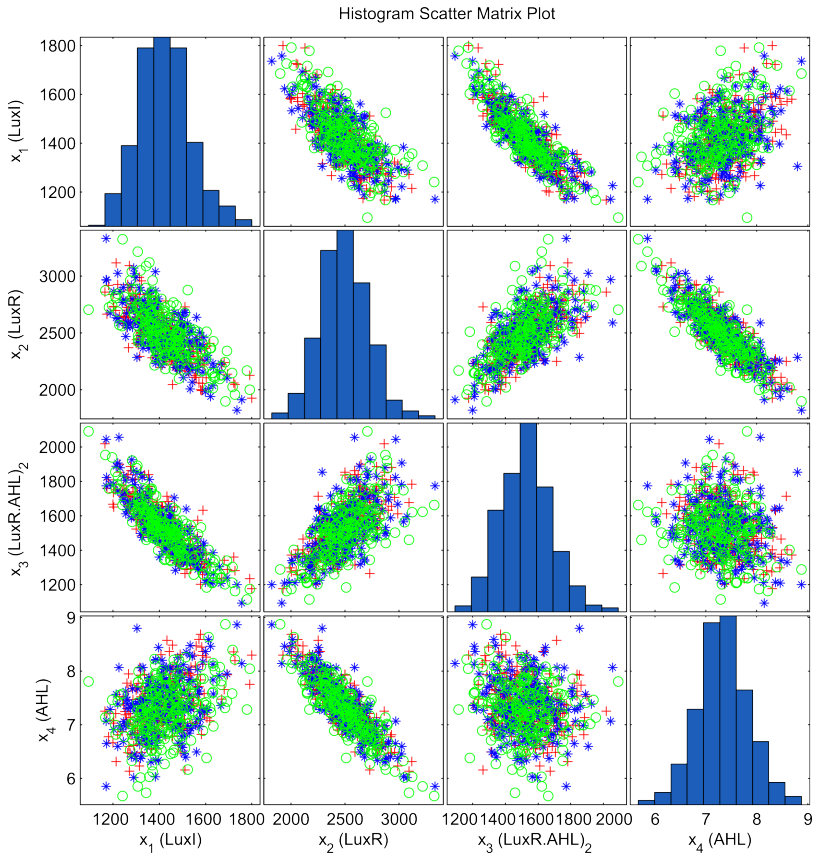 Histogram Scatter Matrix Plot
1800
1600
1400
1200
x1 (LuxI)
3000
2500
2000
x2 (LuxR)
2000
1800
1600
1400
1200
x3 (LuxR.AHL)2
9
8
7
6
x4 (AHL)
1200 1400 1600 1800 2000 2500 3000 1200 1400 1600 1800 2000 6 7 8 9
x1 (LuxI) x2 (LuxR) x3 (LuxR.AHL)2 x4 (AHL)